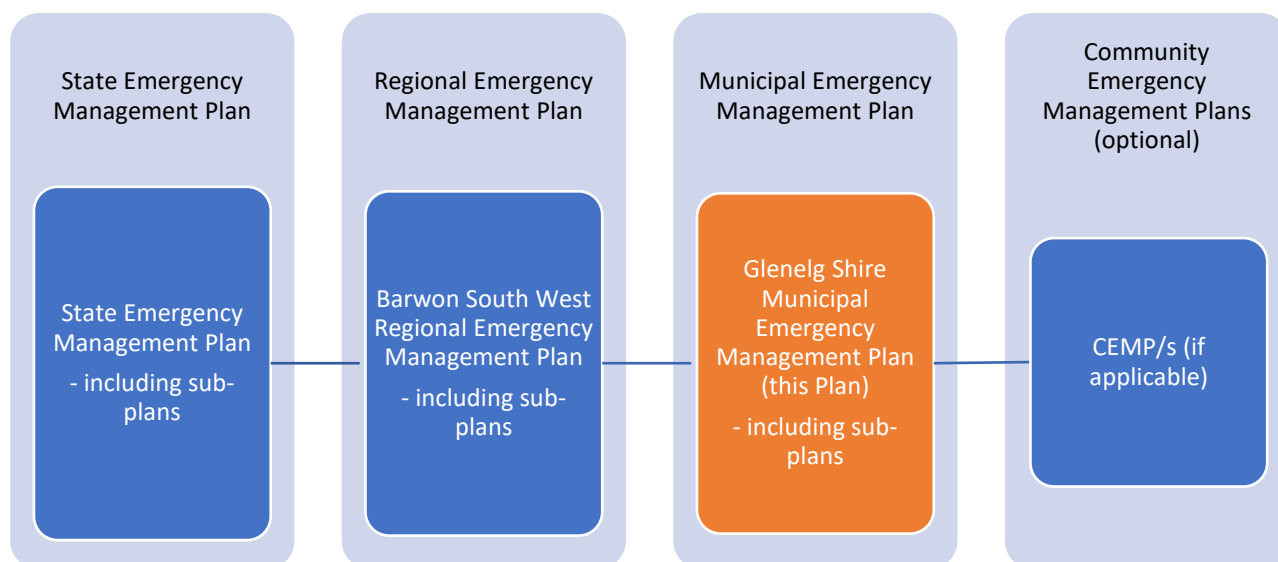 State Emergency
Management Plan
Regional Emergency
Management Plan
Municipal Emergency
Management Plan
Community
Emergency
Management Plans
(optional)
State Emergency
Management Plan
- including sub-
plans
Barwon South West
Regional Emergency
Management Plan
- including sub-
plans
Glenelg Shire
Municipal
Emergency
Management Plan
(this Plan)
- including sub-
plans
CEMP/s (if
applicable)